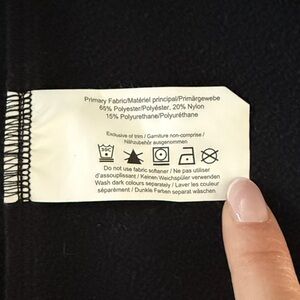 Primary Fabric/Matériel principal/Primärgewebe
65% Polyester/Polyéster, 20% Nylon
15% Polyurethane/Polyuréthane
Exclusive of trim / Garniture non-comprise /
Nähzubehör ausgenommen
30C
Do not use fabric softener / Ne pas utiliser
d'assouplissant / Keinen Weichspüler verwenden
Wash dark colours separately / Laver les couleur
séparément / Dunkle Farben separat waschen.